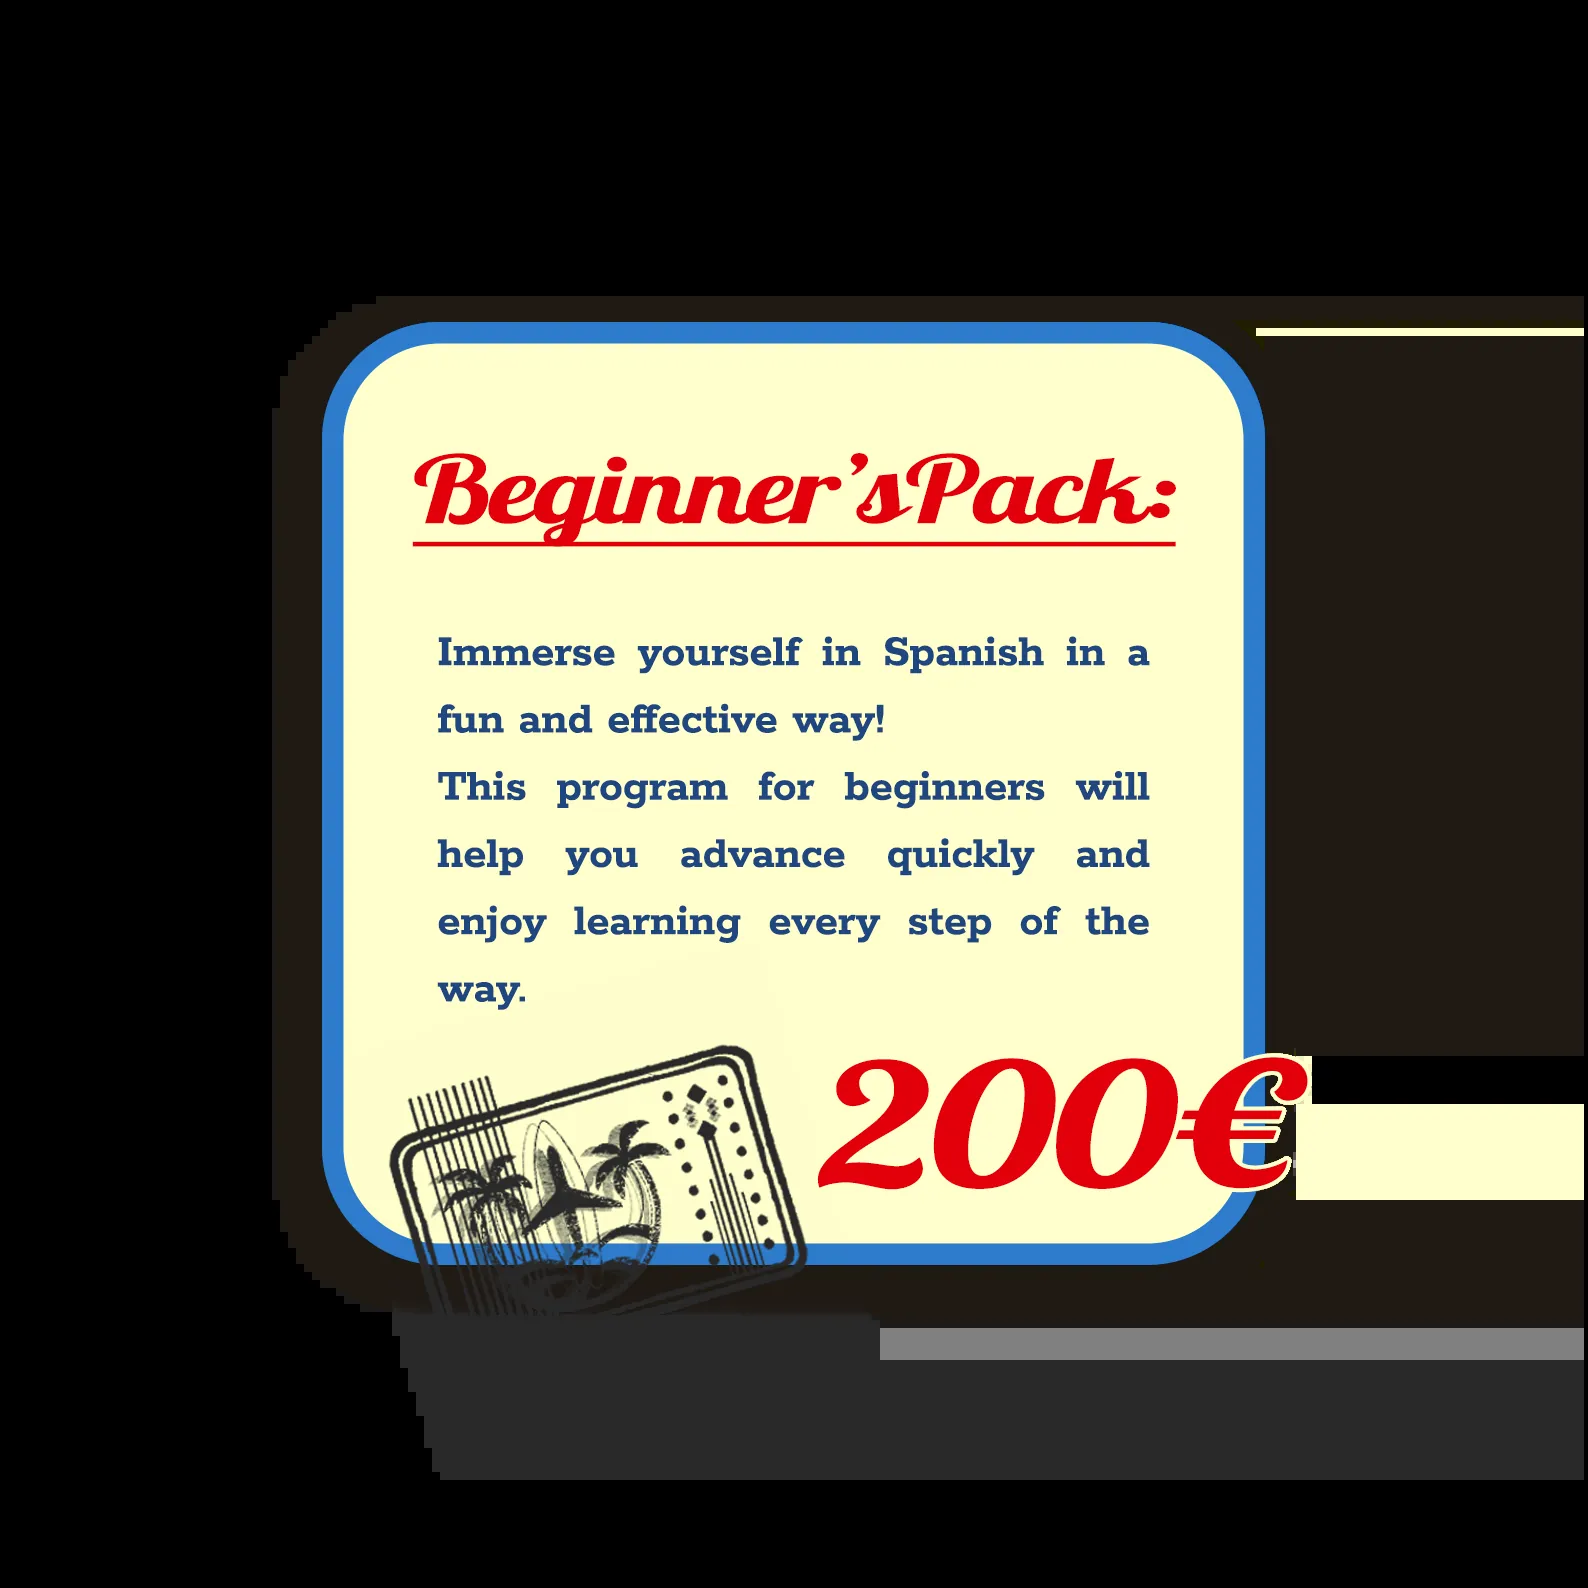 Beginner’sPack:
Immerse yourself in Spanish in a
fun and effective way!
This program for beginners will
help you advance quickly and
enjoy learning every step of the
way.
200€